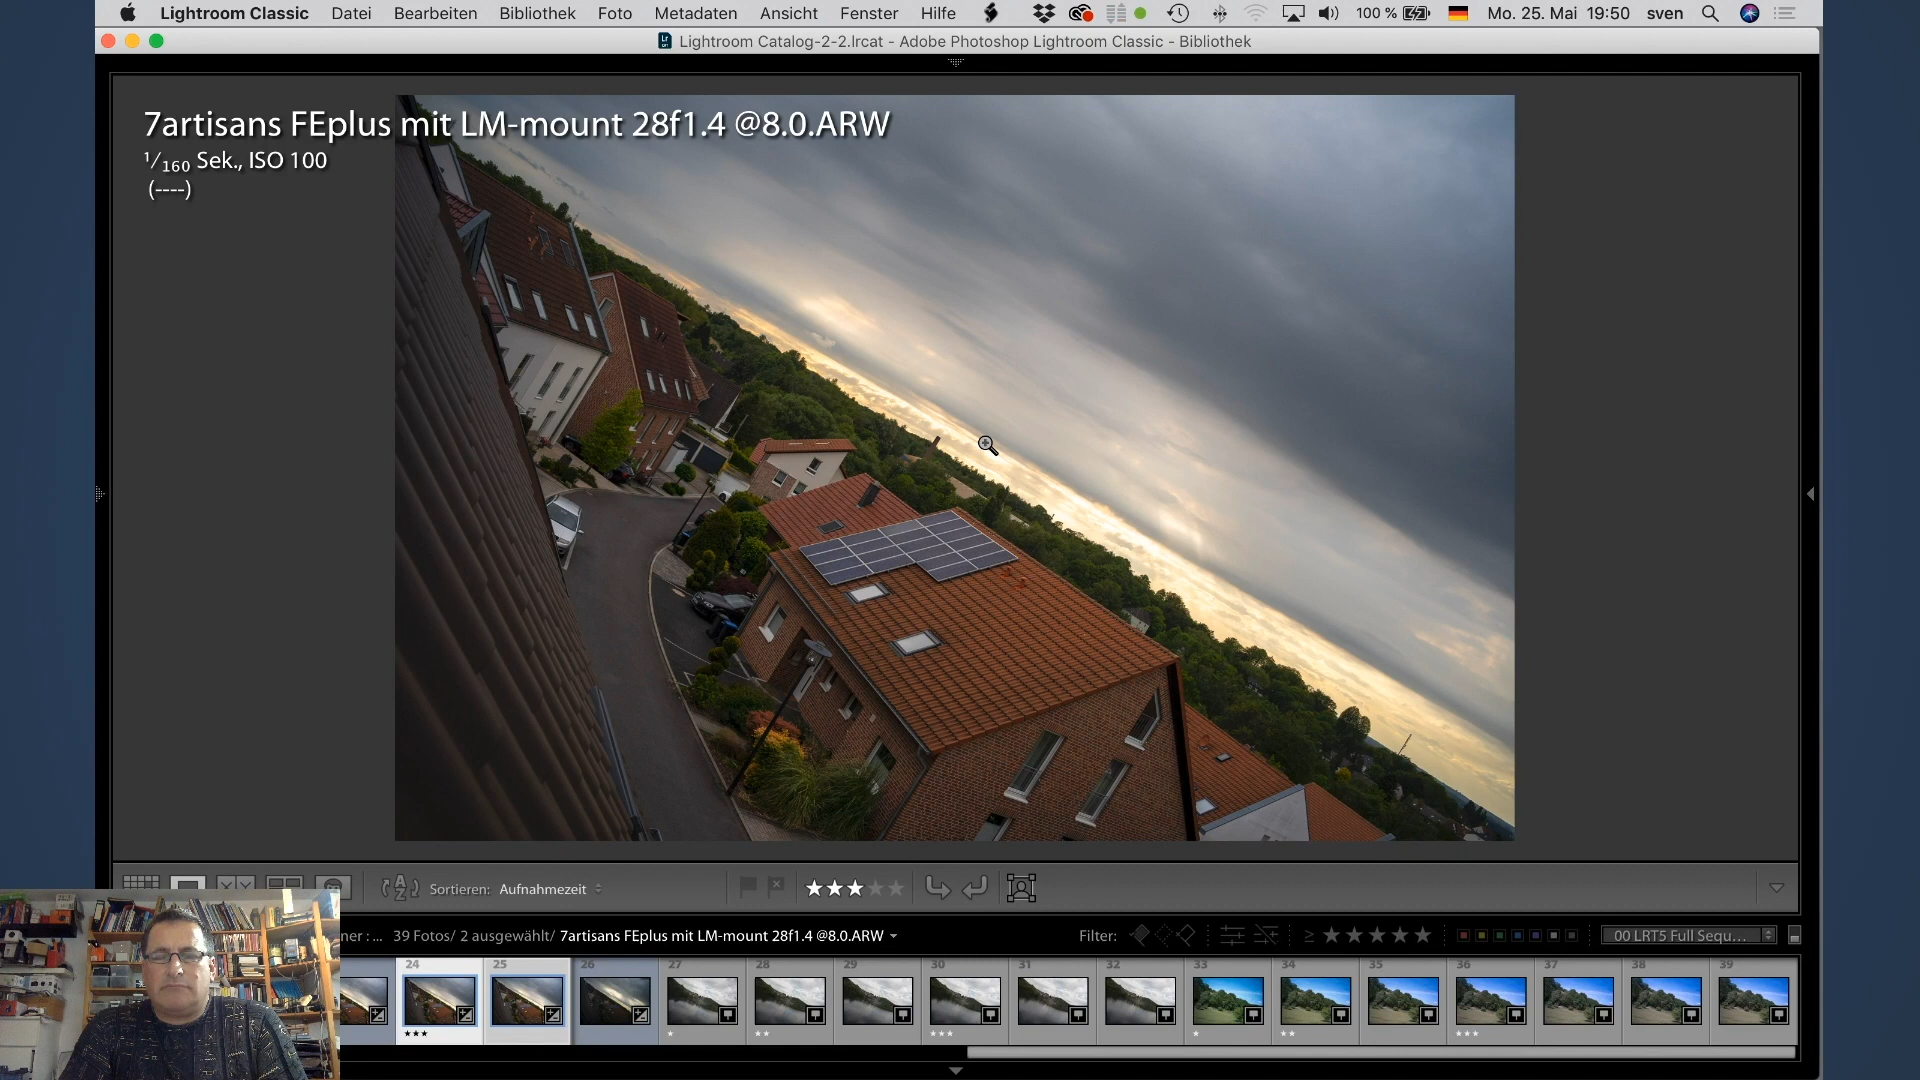 Lightroom Classic Datei Bearbeiten Bibliothek Foto Metadaten Ansicht Fenster Hilfe 100 % Mo. 25. Mai 19:50 sven
Lr
Lightroom Catalog-2-2.lrcat - Adobe Photoshop Lightroom Classic - Bibliothek
7artisans FEplus mit LM-mount 28f1.4 @8.0.ARW
1/160 Sek., ISO 100
(----)
Sortieren: Aufnahmezeit
ner : ... 39 Fotos/ 2 ausgewählt/ 7artisans FEplus mit LM-mount 28f1.4 @8.0.ARW Filter: ≥ 00 LRT5 Full Sequ...
24 25 26 27 28 29 30 31 32 33 34 35 36 37 38 39